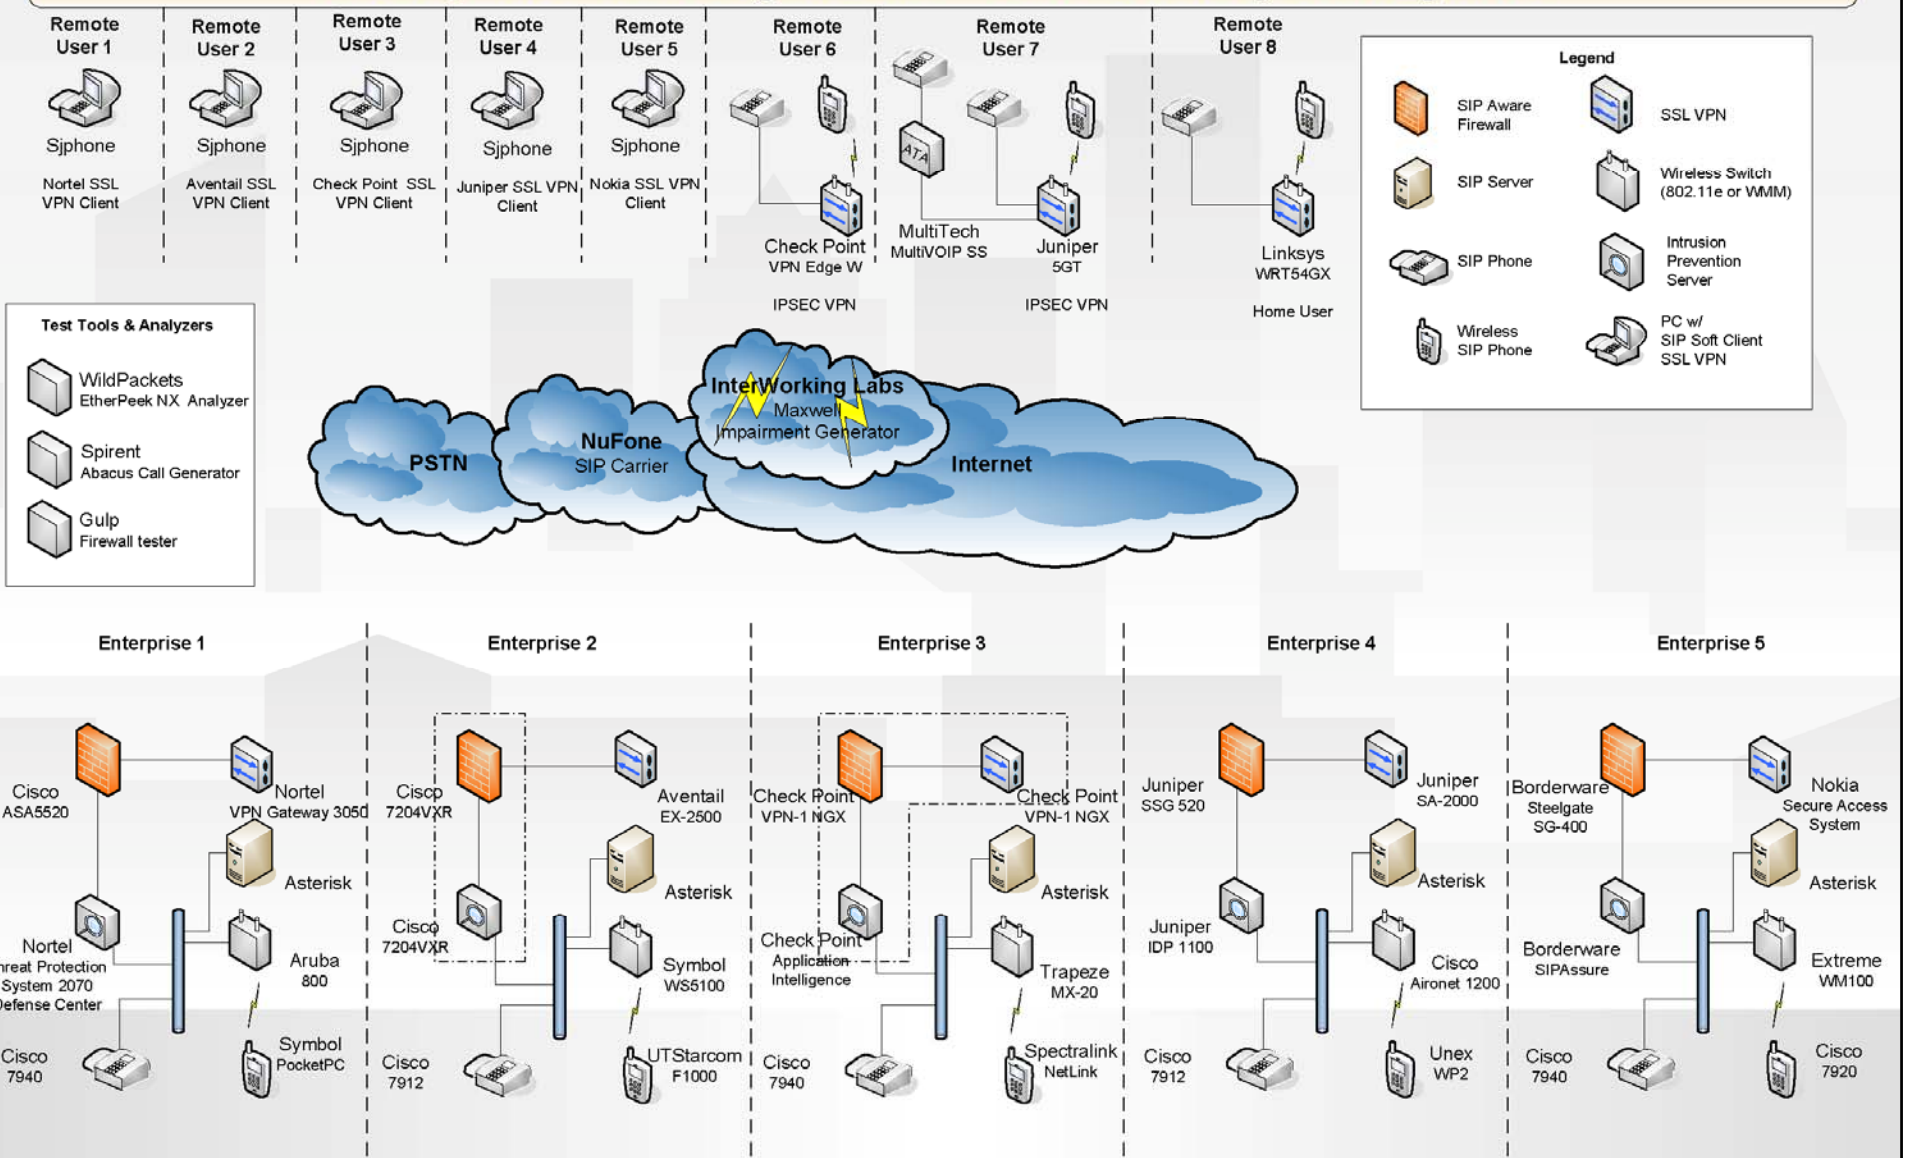 Remote
User 1
Sjphone
Nortel SSL
VPN Client
Remote
User 2
Sjphone
Aventail SSL
VPN Client
Remote
User 3
Sjphone
Check Point SSL
VPN Client
Remote
User 4
Sjphone
Juniper SSL VPN
Client
Remote
User 5
Sjphone
Nokia SSL VPN
Client
Remote
User 6
Check Point
VPN Edge W
IPSEC VPN
Remote
User 7
ATA
MultiTech
MultiVOIP SS
Juniper
5GT
IPSEC VPN
Remote
User 8
Linksys
WRT54GX
Home User
Legend
SIP Aware
Firewall
SIP Server
SIP Phone
Wireless
SIP Phone
SSL VPN
Wireless Switch
(802.11e or WMM)
Intrusion
Prevention
Server
PC w/
SIP Soft Client
SSL VPN
Test Tools & Analyzers
WildPackets
EtherPeek NX Analyzer
Spirent
Abacus Call Generator
Gulp
Firewall tester
PSTN
NuFone
SIP Carrier
InterWorking Labs
Maxwell
Impairment Generator
Internet
Enterprise 1
Cisco
ASA5520
Nortel
VPN Gateway 3050
Asterisk
Nortel
hreat Protection
System 2070
Defense Center
Aruba
800
Cisco
7940
Symbol
PocketPC
Enterprise 2
Cisco
7204VXR
Aventail
EX-2500
Asterisk
Cisco
7204VXR
Symbol
WS5100
Cisco
7912
UTStarcom
F1000
Enterprise 3
Check Point
VPN-1 NGX
Check Point
VPN-1 NGX
Asterisk
Check Point
Application
Intelligence
Trapeze
MX-20
Cisco
7940
Spectralink
NetLink
Enterprise 4
Juniper
SSG 520
Juniper
SA-2000
Asterisk
Juniper
IDP 1100
Cisco
Aironet 1200
Cisco
7912
Unex
WP2
Enterprise 5
Borderware
Steelgate
SG-400
Nokia
Secure Access
System
Asterisk
Borderware
SIPAssure
Extreme
WM100
Cisco
7940
Cisco
7920